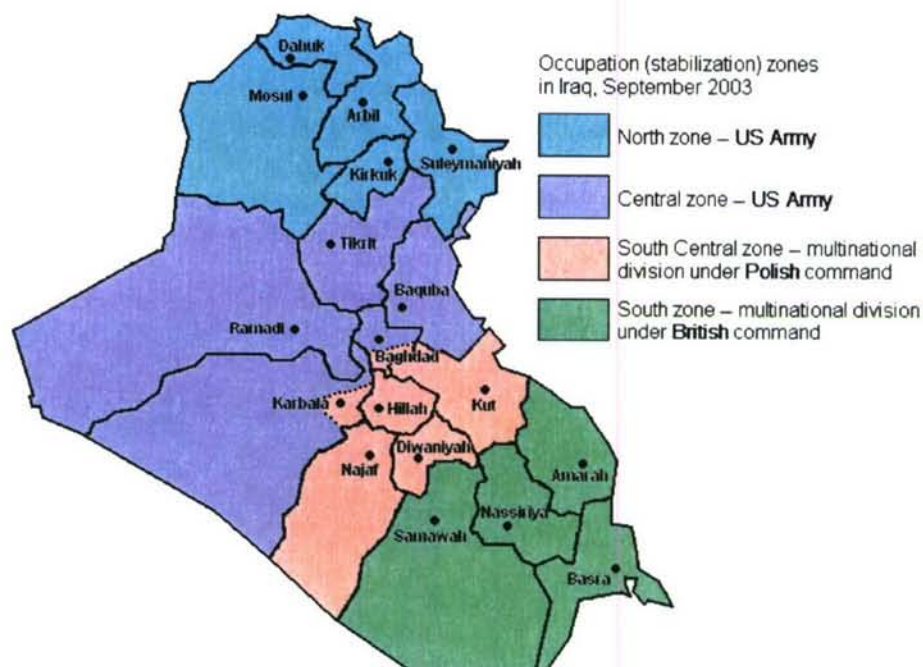 Occupation (stabilization) zones
in Iraq, September 2003
North zone – US Army
Central zone – US Army
South Central zone – multinational
division under Polish command
South zone – multinational division
under British command
Dahuk
Mosul
Arbil
Suleymaniyah
Kirkuk
Tikrit
Baquba
Ramadi
Baghdad
Karbala
Hillah
Kut
Diwaniyah
Najaf
Amarah
Nassiriya
Samawah
Basra